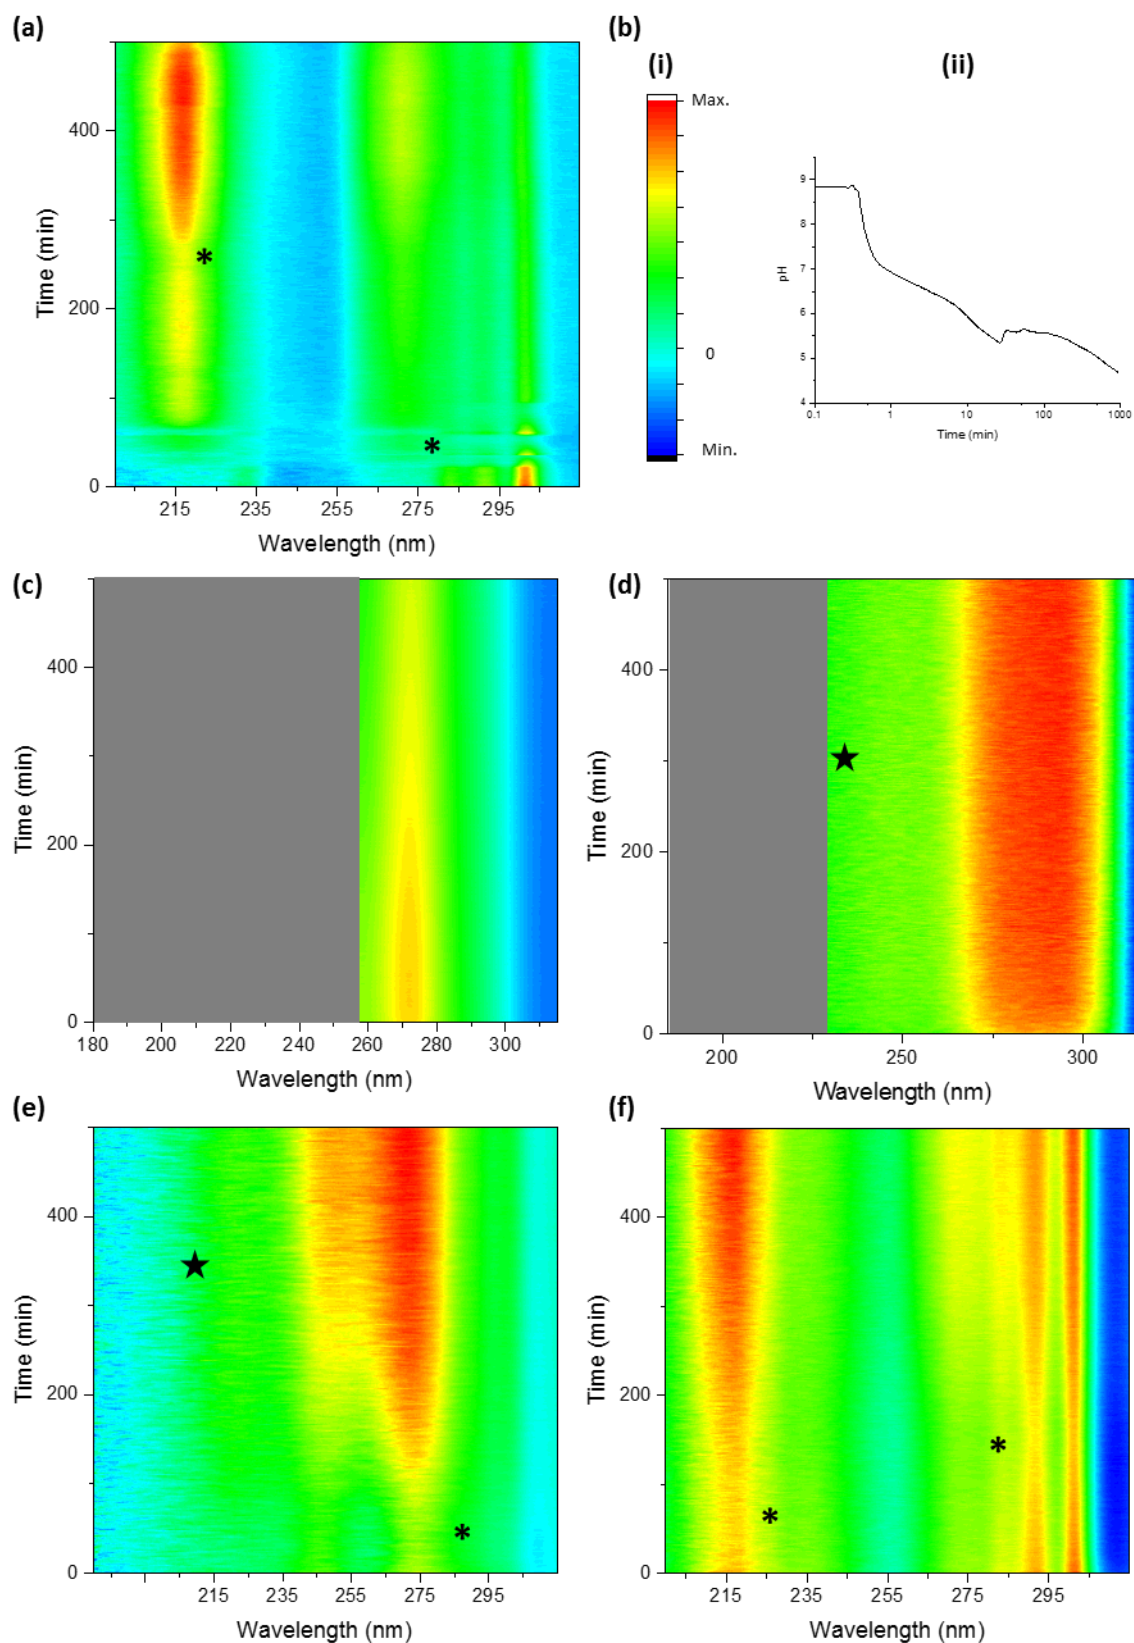 (a)
400
200
0
215 235 255 275 295
Time (min)
Wavelength (nm)
(b)
(i)
Max.
0
Min.
(ii)
9
8
7
6
5
4
pH
0.1 1 10 100 1000
Time (min)
(c)
400
200
0
180 200 220 240 260 280 300
Time (min)
Wavelength (nm)
(d)
400
200
0
200 250 300
Time (min)
Wavelength (nm)
★
(e)
400
200
0
215 235 255 275 295
Time (min)
Wavelength (nm)
★
*
(f)
400
200
0
215 235 255 275 295
Time (min)
Wavelength (nm)
*
*